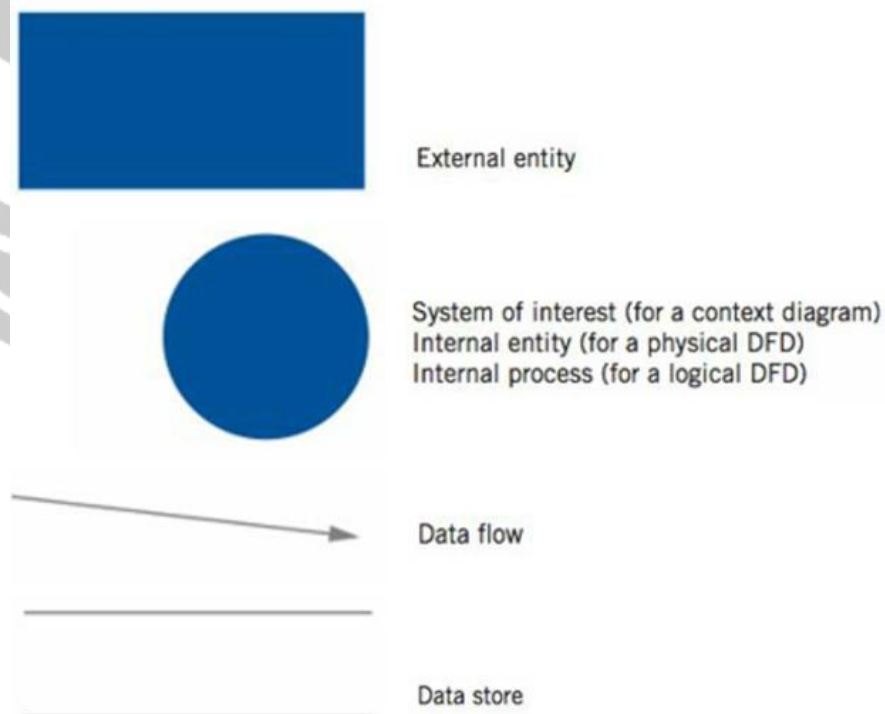 External entity
System of interest (for a context diagram)
Internal entity (for a physical DFD)
Internal process (for a logical DFD)
Data flow
Data store